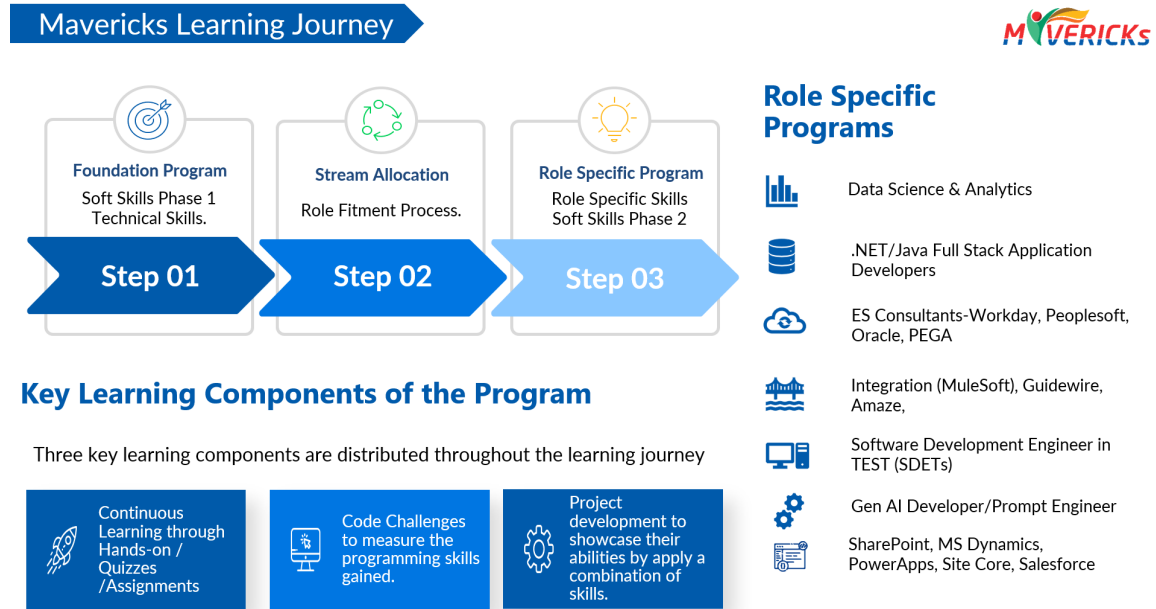 Mavericks Learning Journey
MAVERICKS
Foundation Program
Soft Skills Phase 1
Technical Skills.
Step 01
Stream Allocation
Role Fitment Process.
Step 02
Role Specific Program
Role Specific Skills
Soft Skills Phase 2
Step 03
Key Learning Components of the Program
Three key learning components are distributed throughout the learning journey
Continuous
Learning through
Hands-on /
Quizzes
/Assignments
Code Challenges
to measure the
programming skills
gained.
Project
development to
showcase their
abilities by apply a
combination of
skills.
Role Specific
Programs
Data Science & Analytics
.NET/Java Full Stack Application
Developers
ES Consultants-Workday, Peoplesoft,
Oracle, PEGA
Integration (MuleSoft), Guidewire,
Amaze,
Software Development Engineer in
TEST (SDETs)
Gen AI Developer/Prompt Engineer
SharePoint, MS Dynamics,
PowerApps, Site Core, Salesforce